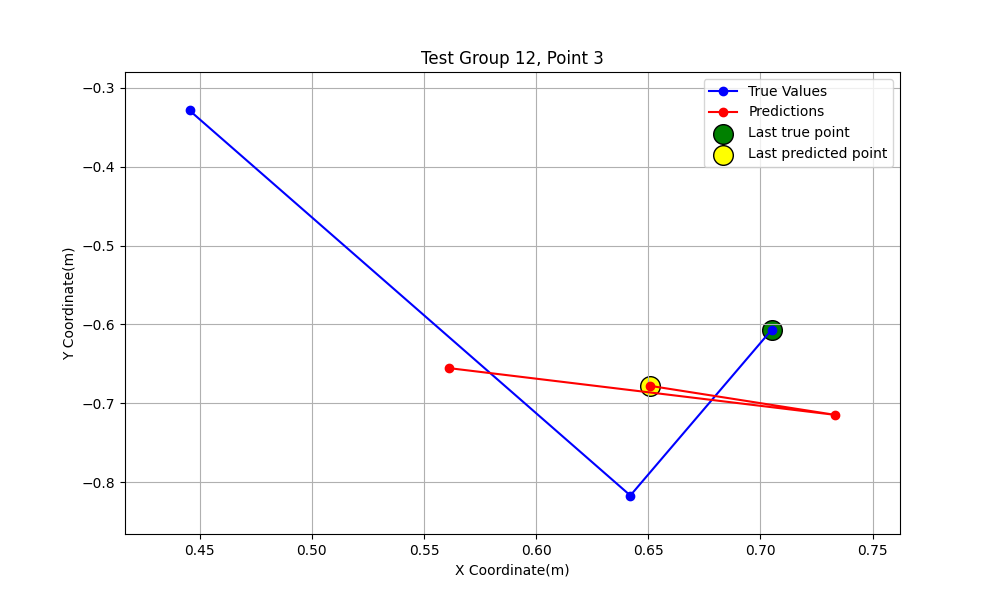 Test Group 12, Point 3
True Values
Predictions
Last true point
Last predicted point
Y Coordinate(m)
−0.3
−0.4
−0.5
−0.6
−0.7
−0.8
0.45 0.50 0.55 0.60 0.65 0.70 0.75
X Coordinate(m)